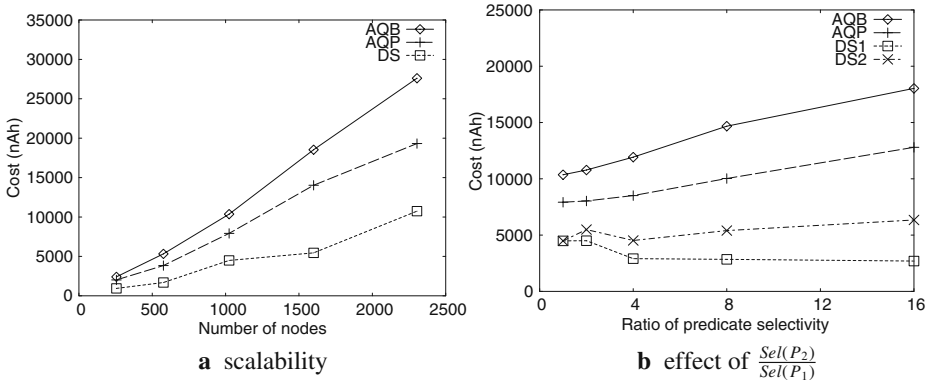 35000
30000
25000
20000
15000
10000
5000
0
Cost (nAh)
AQB
AQP
DS
0 500 1000 1500 2000 2500
Number of nodes
a scalability
25000
20000
15000
10000
5000
0
Cost (nAh)
AQB
AQP
DS1
DS2
0 4 8 12 16
Ratio of predicate selectivity
b effect of Sel(P₂)/Sel(P₁)